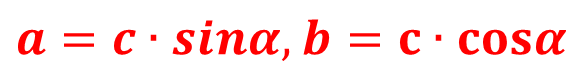 a = c · sinα, b = c · cosα